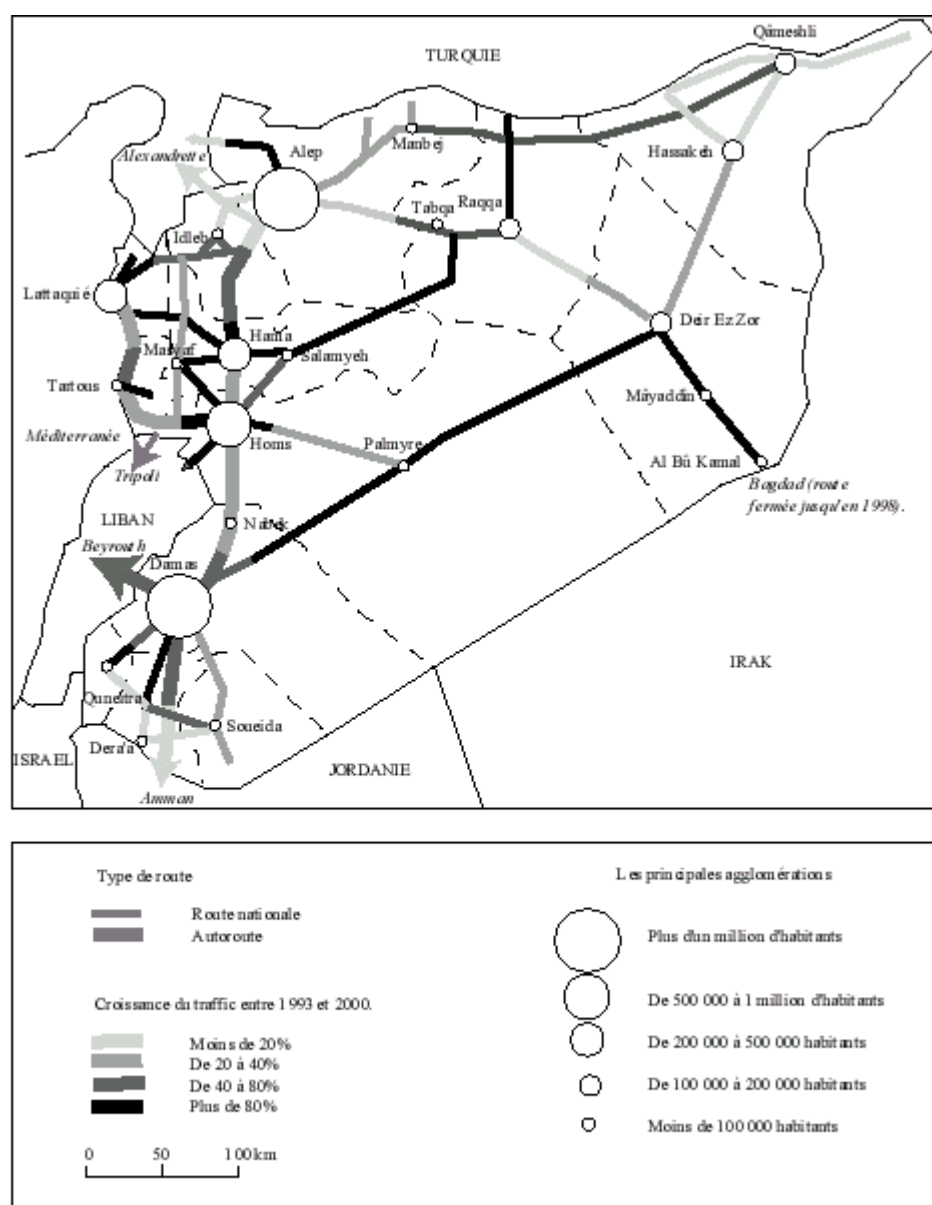 TURQUIE
Qâmeshli
Alexandrette
Alep
Manbej
Hassakeh
Tabqa
Raqqa
Idleb
Lattaquié
Deir Ez Zor
Hama
Masyaf
Salamyeh
Tartous
Mâyaddin
Méditerranée
Homs
Palmyre
Al Bû Kamal
Tripoli
Bagdad (route
fermée jusqu'en 1998).
LIBAN
Nabek
Beyrouth
Damas
IRAK
Quneitra
Soueida
Dera'a
ISRAEL
JORDANIE
Amman
Type de route
Route nationale
Autoroute
Croissance du traffic entre 1993 et 2000.
Moins de 20%
De 20 à 40%
De 40 à 80%
Plus de 80%
0 50 100 km
Les principales agglomérations
Plus d'un million d'habitants
De 500 000 à 1 million d'habitants
De 200 000 à 500 000 habitants
De 100 000 à 200 000 habitants
Moins de 100 000 habitants